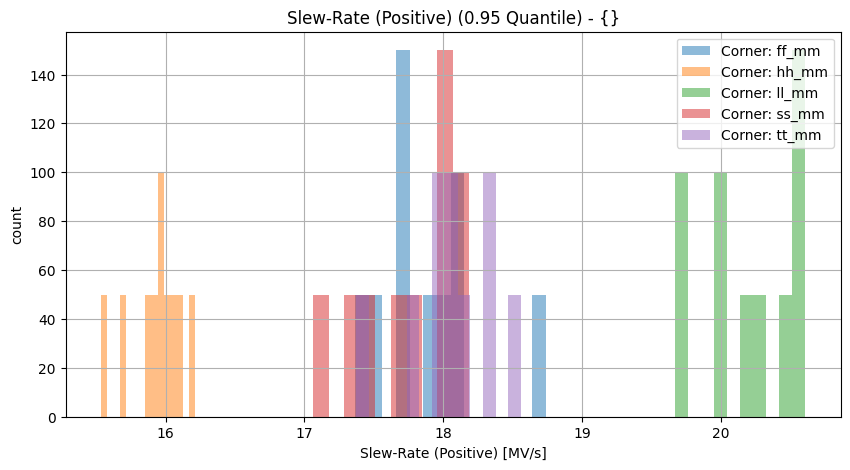 Slew-Rate (Positive) (0.95 Quantile) - {}
count
140
120
100
80
60
40
20
0
16
17
18
19
20
Slew-Rate (Positive) [MV/s]
Corner: ff_mm
Corner: hh_mm
Corner: ll_mm
Corner: ss_mm
Corner: tt_mm